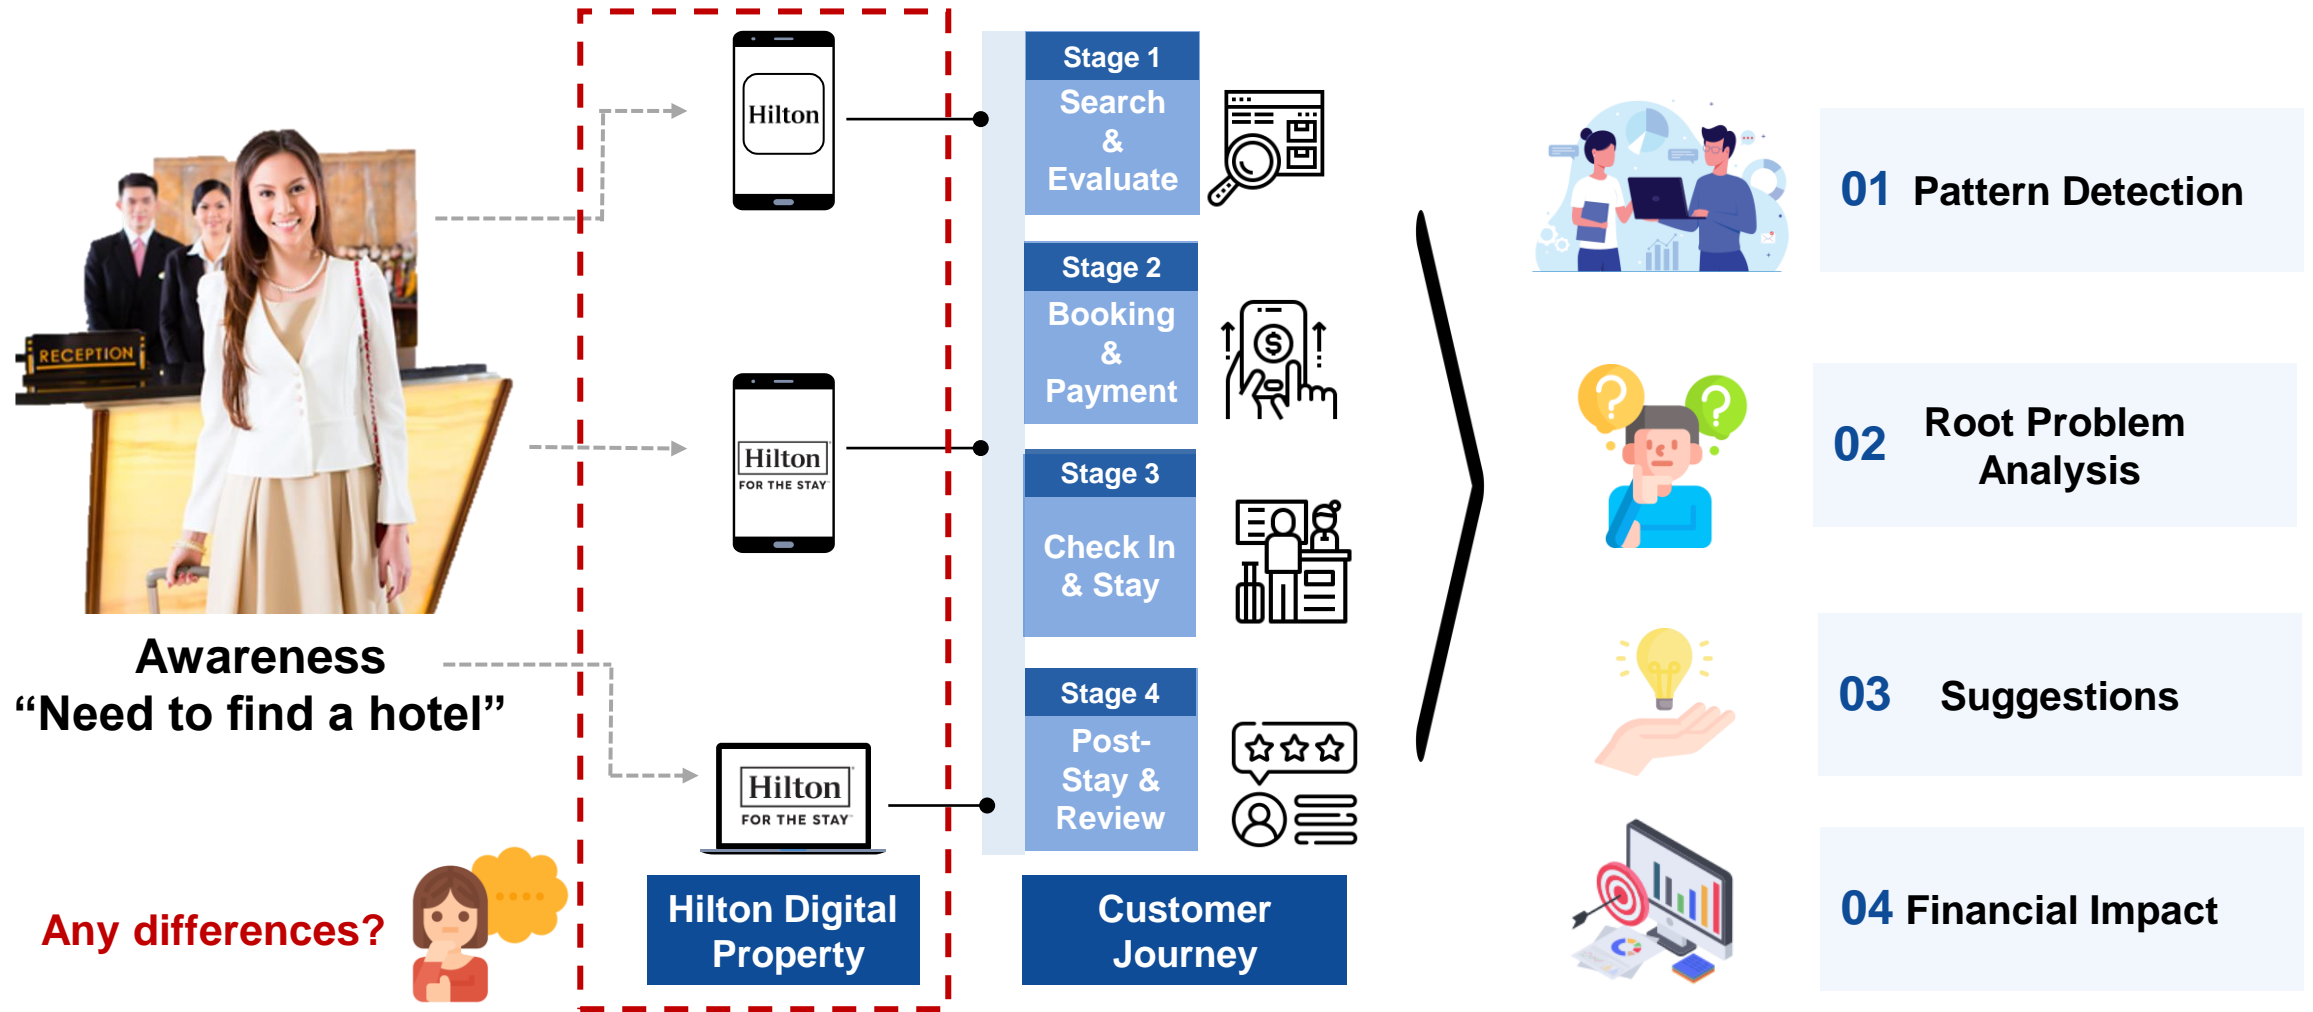 RECEPTION
Awareness
“Need to find a hotel”
Any differences?
Hilton
Hilton
FOR THE STAY
Hilton
FOR THE STAY
Hilton Digital
Property
Stage 1
Search
&
Evaluate
Stage 2
Booking
&
Payment
Stage 3
Check In
& Stay
Stage 4
Post-
Stay &
Review
Customer
Journey
01 Pattern Detection
02 Root Problem
Analysis
03 Suggestions
04 Financial Impact